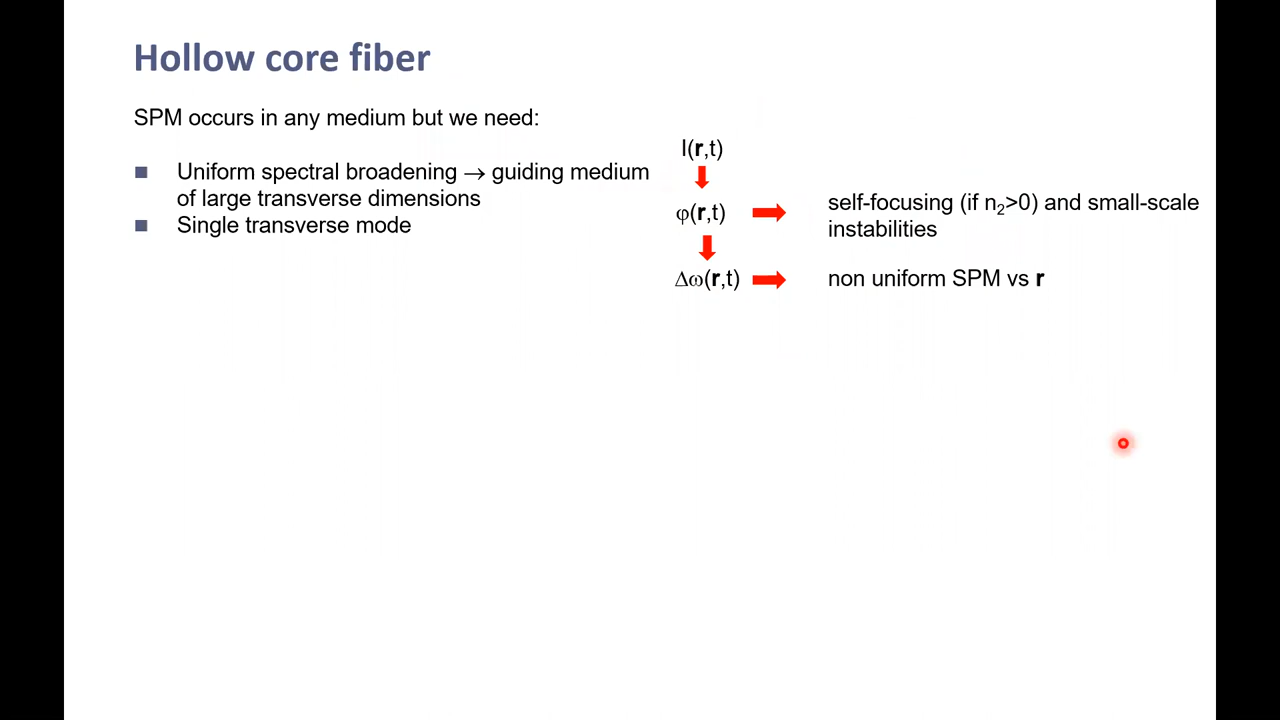 Hollow core fiber
SPM occurs in any medium but we need:
■ Uniform spectral broadening → guiding medium
of large transverse dimensions
■ Single transverse mode
I(r,t)
φ(r,t)
self-focusing (if n₂>0) and small-scale
instabilities
Δω(r,t)
non uniform SPM vs r